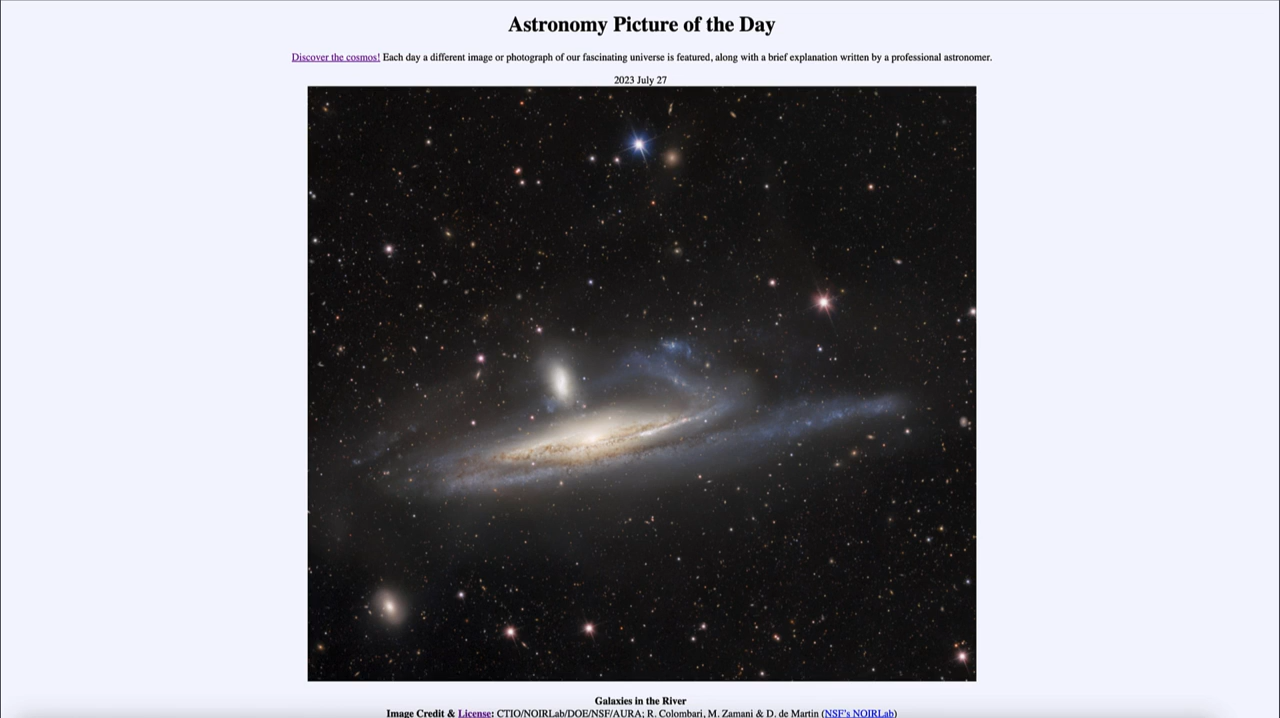 Astronomy Picture of the Day
Discover the cosmos! Each day a different image or photograph of our fascinating universe is featured, along with a brief explanation written by a professional astronomer.
2023 July 27
Galaxies in the River
Image Credit & License: CTIO/NOIRLab/DOE/NSF/AURA; R. Colombari, M. Zamani & D. de Martin (NSF's NOIRLab)